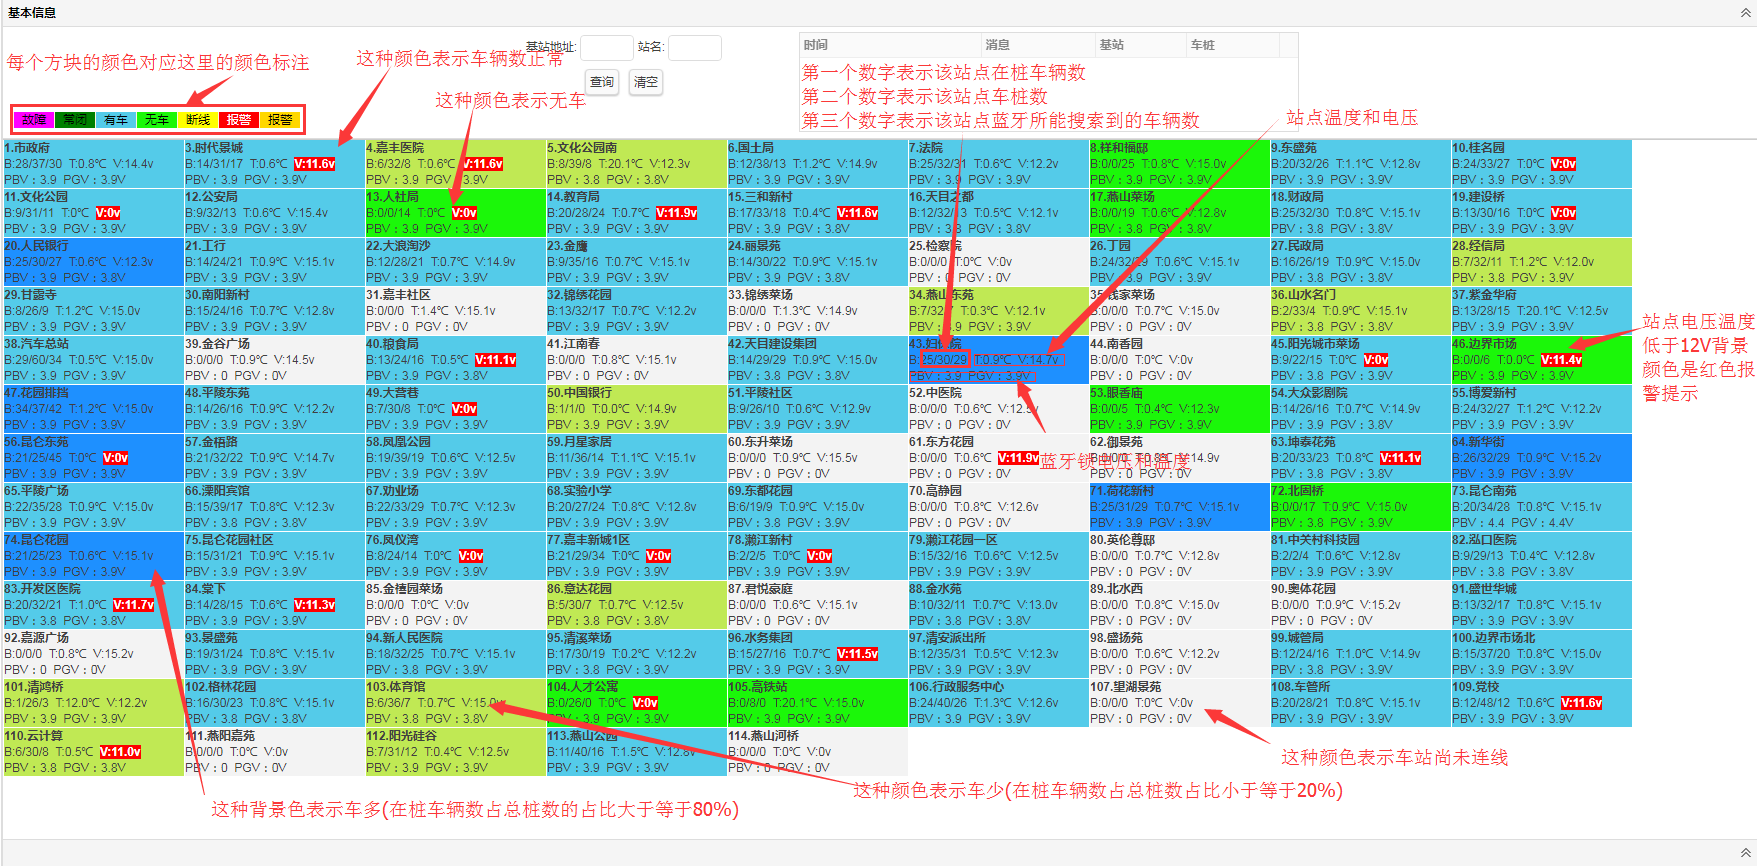 基本信息
基站地址: 站名:
查询 清空
时间 消息 基站 车桩
每个方块的颜色对应这里的颜色标注
这种颜色表示车辆数正常
这种颜色表示无车
第一个数字表示该站点在桩车辆数
第二个数字表示该站点车桩数
第三个数字表示该站点蓝牙所能搜索到的车辆数
站点温度和电压
故障 常闭 有车 无车 断线 报警 报警
1.市政府 3.时代景城 4.嘉丰医院 5.文化公园南 6.国土局 7.法院 8.祥和福邸 9.东盛苑 10.桂名园
B:28/37/30 T:0.8℃ V:14.4v B:14/31/17 T:0.6℃ V:11.6v B:6/32/8 T:0.6℃ V:11.6v B:8/39/8 T:20.1℃ V:12.3v B:12/38/13 T:1.2℃ V:14.9v B:25/32/31 T:0.6℃ V:12.2v B:0/0/25 T:0.8℃ V:15.0v B:20/32/26 T:1.1℃ V:12.8v B:24/33/27 T:0℃ V:0v
PBV : 3.9 PGV : 3.9V PBV : 3.9 PGV : 3.9V PBV : 3.9 PGV : 3.9V PBV : 3.8 PGV : 3.8V PBV : 3.9 PGV : 3.9V PBV : 3.9 PGV : 3.9V PBV : 3.9 PGV : 3.9V PBV : 3.9 PGV : 3.9V PBV : 3.9 PGV : 3.9V
11.文化公园 12.公安局 13.人社局 14.教育局 15.三和新村 16.天目之都 17.燕山菜场 18.财政局 19.建设桥
B:9/31/11 T:0℃ V:0v B:9/32/13 T:0.6℃ V:15.4v B:0/0/14 T:0℃ V:0v B:20/28/24 T:0.7℃ V:11.9v B:17/33/18 T:0.4℃ V:11.6v B:12/32/13 T:0.5℃ V:12.1v B:0/0/19 T:0.6℃ V:12.8v B:25/32/30 T:0.8℃ V:15.1v B:13/30/16 T:0℃ V:0v
PBV : 3.9 PGV : 3.9V PBV : 3.9 PGV : 3.9V PBV : 3.9 PGV : 3.9V PBV : 3.9 PGV : 3.9V PBV : 3.9 PGV : 3.9V PBV : 3.8 PGV : 3.8V PBV : 3.8 PGV : 3.8V PBV : 3.9 PGV : 3.9V PBV : 3.9 PGV : 3.9V
20.人民银行 21.工行 22.大浪淘沙 23.金鹰 24.丽景苑 25.检察院 26.丁园 27.民政局 28.经信局
B:25/30/27 T:0.6℃ V:12.3v B:14/24/21 T:0.9℃ V:15.1v B:12/28/21 T:0.7℃ V:14.9v B:9/35/16 T:0.7℃ V:15.1v B:14/30/22 T:0.9℃ V:15.1v B:0/0/0 T:0℃ V:0v B:24/32/29 T:0.6℃ V:15.1v B:16/26/19 T:0.9℃ V:15.0v B:7/32/11 T:1.2℃ V:12.0v
PBV : 3.9 PGV : 3.8V PBV : 3.9 PGV : 3.9V PBV : 3.9 PGV : 3.9V PBV : 3.9 PGV : 3.9V PBV : 3.9 PGV : 3.9V PBV : 0 PGV : 0V PBV : 3.9 PGV : 3.9V PBV : 3.8 PGV : 3.8V PBV : 3.9 PGV : 3.9V
29.甘露寺 30.南阳新村 31.嘉丰社区 32.锦绣花园 33.锦绣菜场 34.燕山东苑 35.钱家菜场 36.山水名门 37.紫金华府
B:8/26/9 T:1.2℃ V:15.0v B:15/24/16 T:0.7℃ V:12.8v B:0/0/0 T:1.4℃ V:15.1v B:13/32/17 T:0.7℃ V:12.2v B:0/0/0 T:1.3℃ V:14.9v B:7/32/7 T:0.3℃ V:12.1v B:0/0/0 T:0.7℃ V:15.0v B:2/33/4 T:0.9℃ V:15.1v B:13/28/15 T:20.1℃ V:12.5v
PBV : 3.9 PGV : 3.9V PBV : 3.9 PGV : 3.9V PBV : 0 PGV : 0V PBV : 3.9 PGV : 3.9V PBV : 0 PGV : 0V PBV : 3.9 PGV : 3.9V PBV : 0 PGV : 0V PBV : 3.9 PGV : 3.9V PBV : 3.9 PGV : 3.9V
38.汽车总站 39.金谷广场 40.粮食局 41.江南春 42.天目建设集团 43.妇保院 44.南香园 45.阳光城市菜场 46.边界市场
B:29/60/34 T:0.5℃ V:15.0v B:0/0/0 T:0.9℃ V:14.5v B:13/24/16 T:0.5℃ V:11.1v B:0/0/0 T:0.8℃ V:15.1v B:14/29/29 T:0.9℃ V:15.0v B:25/30/29 T:0.9℃ V:14.7v B:0/0/0 T:0.7℃ V:15.0v B:9/22/15 T:0℃ V:0v B:0/0/6 T:0.0℃ V:11.4v
PBV : 3.9 PGV : 3.9V PBV : 0 PGV : 0V PBV : 3.9 PGV : 3.9V PBV : 0 PGV : 0V PBV : 3.9 PGV : 3.9V PBV : 3.9 PGV : 3.9V PBV : 0 PGV : 0V PBV : 3.9 PGV : 3.9V PBV : 3.9 PGV : 3.9V
站点电压温度
低于12V背景
颜色是红色报
警提示
47.花园排挡 48.平陵东苑 49.大营巷 50.中国银行 51.平陵社区 52.中医院 53.眼香庙 54.大众影剧院 55.博爱新村
B:34/37/42 T:1.2℃ V:15.0v B:14/26/16 T:0.9℃ V:12.2v B:7/30/8 T:0℃ V:0v B:1/1/0 T:0.0℃ V:14.9v B:9/26/10 T:0.6℃ V:12.9v B:0/0/0 T:0.6℃ V:12.5v B:0/0/5 T:0.4℃ V:12.3v B:14/26/16 T:0.7℃ V:14.9v B:24/32/27 T:1.2℃ V:12.2v
PBV : 3.9 PGV : 3.9V PBV : 3.9 PGV : 3.9V PBV : 3.9 PGV : 3.9V PBV : 3.9 PGV : 3.9V PBV : 3.9 PGV : 3.9V PBV : 0 PGV : 0V PBV : 3.9 PGV : 3.9V PBV : 3.9 PGV : 3.9V PBV : 3.9 PGV : 3.9V
56.昆仑东苑 57.金梧路 58.凤凰公园 59.月星家居 60.东升菜场 61.东方花园 62.御景苑 63.坤泰花苑 64.新华街
B:21/25/45 T:0℃ V:0v B:21/32/22 T:0.9℃ V:14.7v B:19/39/19 T:0.6℃ V:12.5v B:11/36/14 T:1.1℃ V:15.1v B:0/0/0 T:0.9℃ V:15.5v B:0/0/0 T:0.6℃ V:11.9v B:0/0/0 T:0.8℃ V:14.9v B:20/33/23 T:0.8℃ V:11.1v B:26/32/29 T:0.9℃ V:15.2v
PBV : 3.9 PGV : 3.9V PBV : 3.9 PGV : 3.9V PBV : 3.9 PGV : 3.9V PBV : 3.9 PGV : 3.9V PBV : 0 PGV : 0V PBV : 0 PGV : 0V PBV : 0 PGV : 0V PBV : 3.8 PGV : 3.8V PBV : 3.9 PGV : 3.9V
蓝牙锁电压和温度
65.平陵广场 66.溧阳宾馆 67.劝业场 68.实验小学 69.东都花园 70.高静园 71.荷花新村 72.北固桥 73.昆仑南苑
B:22/35/28 T:0.9℃ V:15.0v B:15/39/17 T:0.8℃ V:12.3v B:22/33/29 T:0.7℃ V:12.3v B:20/27/24 T:0.8℃ V:12.8v B:6/19/9 T:0.9℃ V:15.0v B:0/0/0 T:0.8℃ V:12.6v B:25/31/29 T:0.7℃ V:15.1v B:0/0/17 T:0.9℃ V:15.0v B:20/34/28 T:0.8℃ V:15.1v
PBV : 3.9 PGV : 3.9V PBV : 3.8 PGV : 3.8V PBV : 3.9 PGV : 3.9V PBV : 3.9 PGV : 3.9V PBV : 3.9 PGV : 3.9V PBV : 0 PGV : 0V PBV : 3.9 PGV : 3.9V PBV : 3.8 PGV : 3.9V PBV : 4.4 PGV : 4.4V
74.昆仑花园 75.昆仑花园社区 76.凤仪湾 77.嘉丰新城1区 78.濑江新村 79.濑江花园一区 80.英伦尊邸 81.中关村科技园 82.泓口医院
B:21/25/23 T:0.6℃ V:15.1v B:15/31/21 T:0.9℃ V:15.1v B:8/24/14 T:0℃ V:0v B:21/29/34 T:0℃ V:0v B:2/2/5 T:0℃ V:0v B:15/32/16 T:0.6℃ V:12.5v B:0/0/0 T:0.7℃ V:12.8v B:2/2/4 T:0.6℃ V:12.8v B:9/29/13 T:0.4℃ V:12.8v
PBV : 3.9 PGV : 3.9V PBV : 3.9 PGV : 3.9V PBV : 3.9 PGV : 3.9V PBV : 3.9 PGV : 3.9V PBV : 3.9 PGV : 3.9V PBV : 3.9 PGV : 3.9V PBV : 0 PGV : 0V PBV : 3.9 PGV : 3.9V PBV : 3.8 PGV : 3.8V
83.开发区医院 84.棠下 85.金禧园菜场 86.意达花园 87.君悦豪庭 88.金水苑 89.北水西 90.奥体花园 91.盛世华城
B:20/32/21 T:1.0℃ V:11.7v B:14/28/15 T:0.6℃ V:11.3v B:0/0/0 T:0℃ V:0v B:5/30/7 T:0.7℃ V:12.5v B:0/0/0 T:0.6℃ V:15.1v B:10/32/11 T:0.7℃ V:13.0v B:0/0/0 T:0.8℃ V:15.0v B:0/0/0 T:0.9℃ V:15.2v B:13/32/17 T:0.8℃ V:15.1v
PBV : 3.9 PGV : 3.8V PBV : 3.9 PGV : 3.9V PBV : 0 PGV : 0V PBV : 3.9 PGV : 3.9V PBV : 0 PGV : 0V PBV : 3.8 PGV : 3.8V PBV : 0 PGV : 0V PBV : 0 PGV : 0V PBV : 3.9 PGV : 3.9V
92.嘉源广场 93.景盛苑 94.新人民医院 95.清溪菜场 96.水务集团 97.清安派出所 98.盛扬苑 99.城管局 100.边界市场北
B:0/0/0 T:0.8℃ V:15.2v B:19/31/24 T:0.8℃ V:15.1v B:18/32/25 T:0.7℃ V:15.1v B:17/30/19 T:0.2℃ V:12.2v B:15/27/16 T:0.7℃ V:11.5v B:12/35/31 T:0.5℃ V:12.3v B:0/0/0 T:0.6℃ V:12.2v B:12/24/16 T:1.0℃ V:14.9v B:15/37/20 T:0.8℃ V:15.0v
PBV : 0 PGV : 0V PBV : 3.9 PGV : 3.9V PBV : 3.9 PGV : 3.9V PBV : 3.8 PGV : 3.9V PBV : 3.9 PGV : 3.9V PBV : 3.9 PGV : 3.9V PBV : 0 PGV : 0V PBV : 3.8 PGV : 3.9V PBV : 3.9 PGV : 3.9V
101.清鸿桥 102.格林花园 103.体育馆 104.人才公寓 105.高铁站 106.行政服务中心 107.望湖景苑 108.车管所 109.党校
B:1/26/3 T:12.0℃ V:12.2v B:16/30/23 T:0.8℃ V:15.1v B:6/36/7 T:0.7℃ V:15.0v B:0/26/0 T:0℃ V:0v B:0/8/0 T:20.1℃ V:15.0v B:24/40/26 T:1.3℃ V:12.6v B:0/0/0 T:0℃ V:0v B:20/28/21 T:0.8℃ V:15.1v B:12/48/12 T:0.6℃ V:11.6v
PBV : 3.9 PGV : 3.9V PBV : 3.8 PGV : 3.9V PBV : 3.8 PGV : 3.8V PBV : 3.9 PGV : 3.9V PBV : 3.9 PGV : 3.9V PBV : 3.9 PGV : 3.9V PBV : 0 PGV : 0V PBV : 3.9 PGV : 3.9V PBV : 3.9 PGV : 3.9V
110.云计算 111.燕阳嘉苑 112.阳光硅谷 113.燕山公园 114.燕山河桥
B:6/30/8 T:0.5℃ V:11.0v B:0/0/0 T:0℃ V:0v B:7/31/12 T:0.4℃ V:12.5v B:11/40/16 T:1.5℃ V:12.8v B:0/0/0 T:0℃ V:0v
PBV : 3.8 PGV : 3.8V PBV : 0 PGV : 0V PBV : 3.9 PGV : 3.9V PBV : 3.9 PGV : 3.9V PBV : 0 PGV : 0V
这种颜色表示车站尚未连线
这种颜色表示车少(在桩车辆数占总桩数占比小于等于20%)
这种背景色表示车多(在桩车辆数占总桩数的占比大于等于80%)